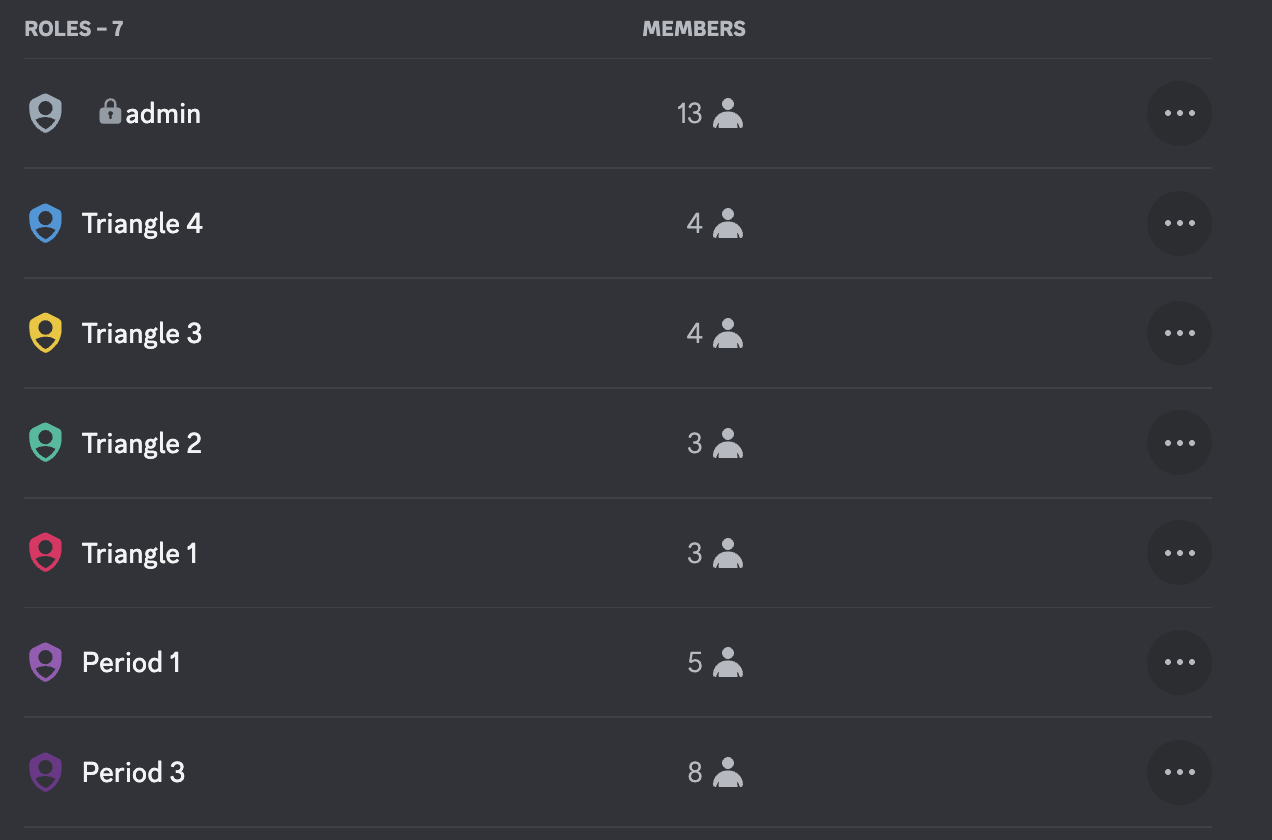 ROLES – 7 MEMBERS
admin 13
Triangle 4 4
Triangle 3 4
Triangle 2 3
Triangle 1 3
Period 1 5
Period 3 8